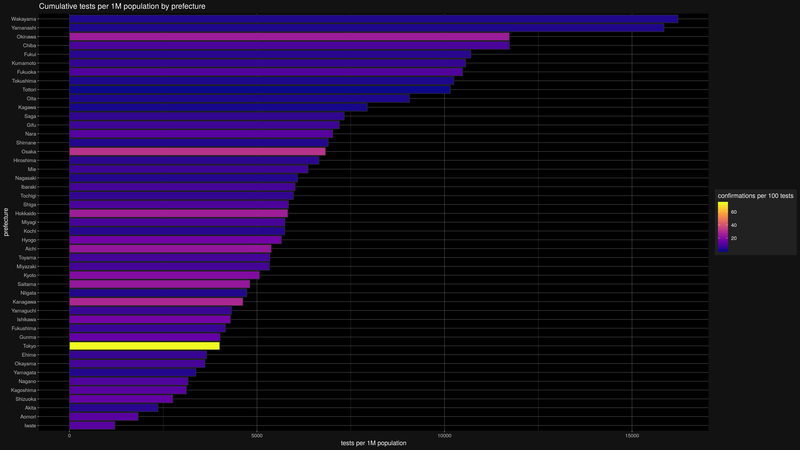 Cumulative tests per 1M population by prefecture
Wakayama
Yamanashi
Okinawa
Chiba
Fukui
Kumamoto
Fukuoka
Tokushima
Tottori
Oita
Kagawa
Saga
Gifu
Nara
Shimane
Osaka
Hiroshima
Mie
Nagasaki
Ibaraki
Tochigi
Shiga
Hokkaido
Miyagi
Kochi
Hyogo
Aichi
Toyama
Miyazaki
Kyoto
Saitama
Niigata
Kanagawa
Yamaguchi
Ishikawa
Fukushima
Gunma
Tokyo
Ehime
Okayama
Yamagata
Nagano
Kagoshima
Shizuoka
Akita
Aomori
Iwate
prefecture
0 5000 10000 15000
tests per 1M population
confirmations per 100 tests
60
40
20